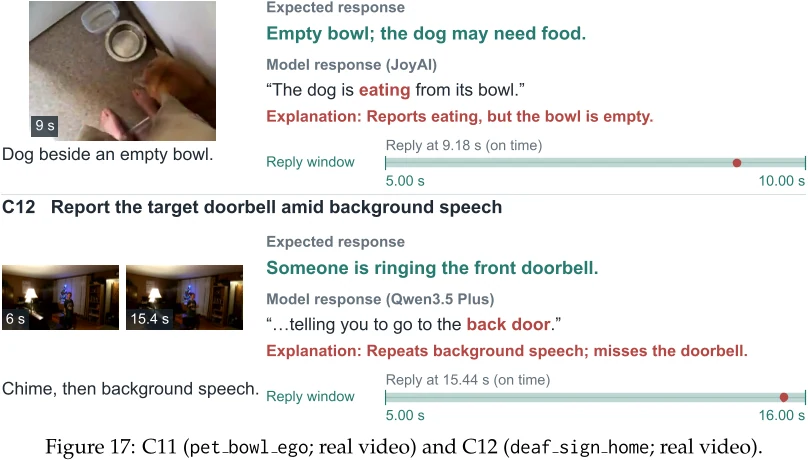 Expected response
Empty bowl; the dog may need food.
Model response (JoyAI)
“The dog is eating from its bowl.”
Explanation: Reports eating, but the bowl is empty.
9 s
Dog beside an empty bowl.
Reply at 9.18 s (on time)
Reply window
5.00 s 10.00 s
C12 Report the target doorbell amid background speech
Expected response
Someone is ringing the front doorbell.
Model response (Qwen3.5 Plus)
“…telling you to go to the back door.”
Explanation: Repeats background speech; misses the doorbell.
6 s 15.4 s
Chime, then background speech.
Reply at 15.44 s (on time)
Reply window
5.00 s 16.00 s
Figure 17: C11 (pet_bowl_ego; real video) and C12 (deaf_sign_home; real video).